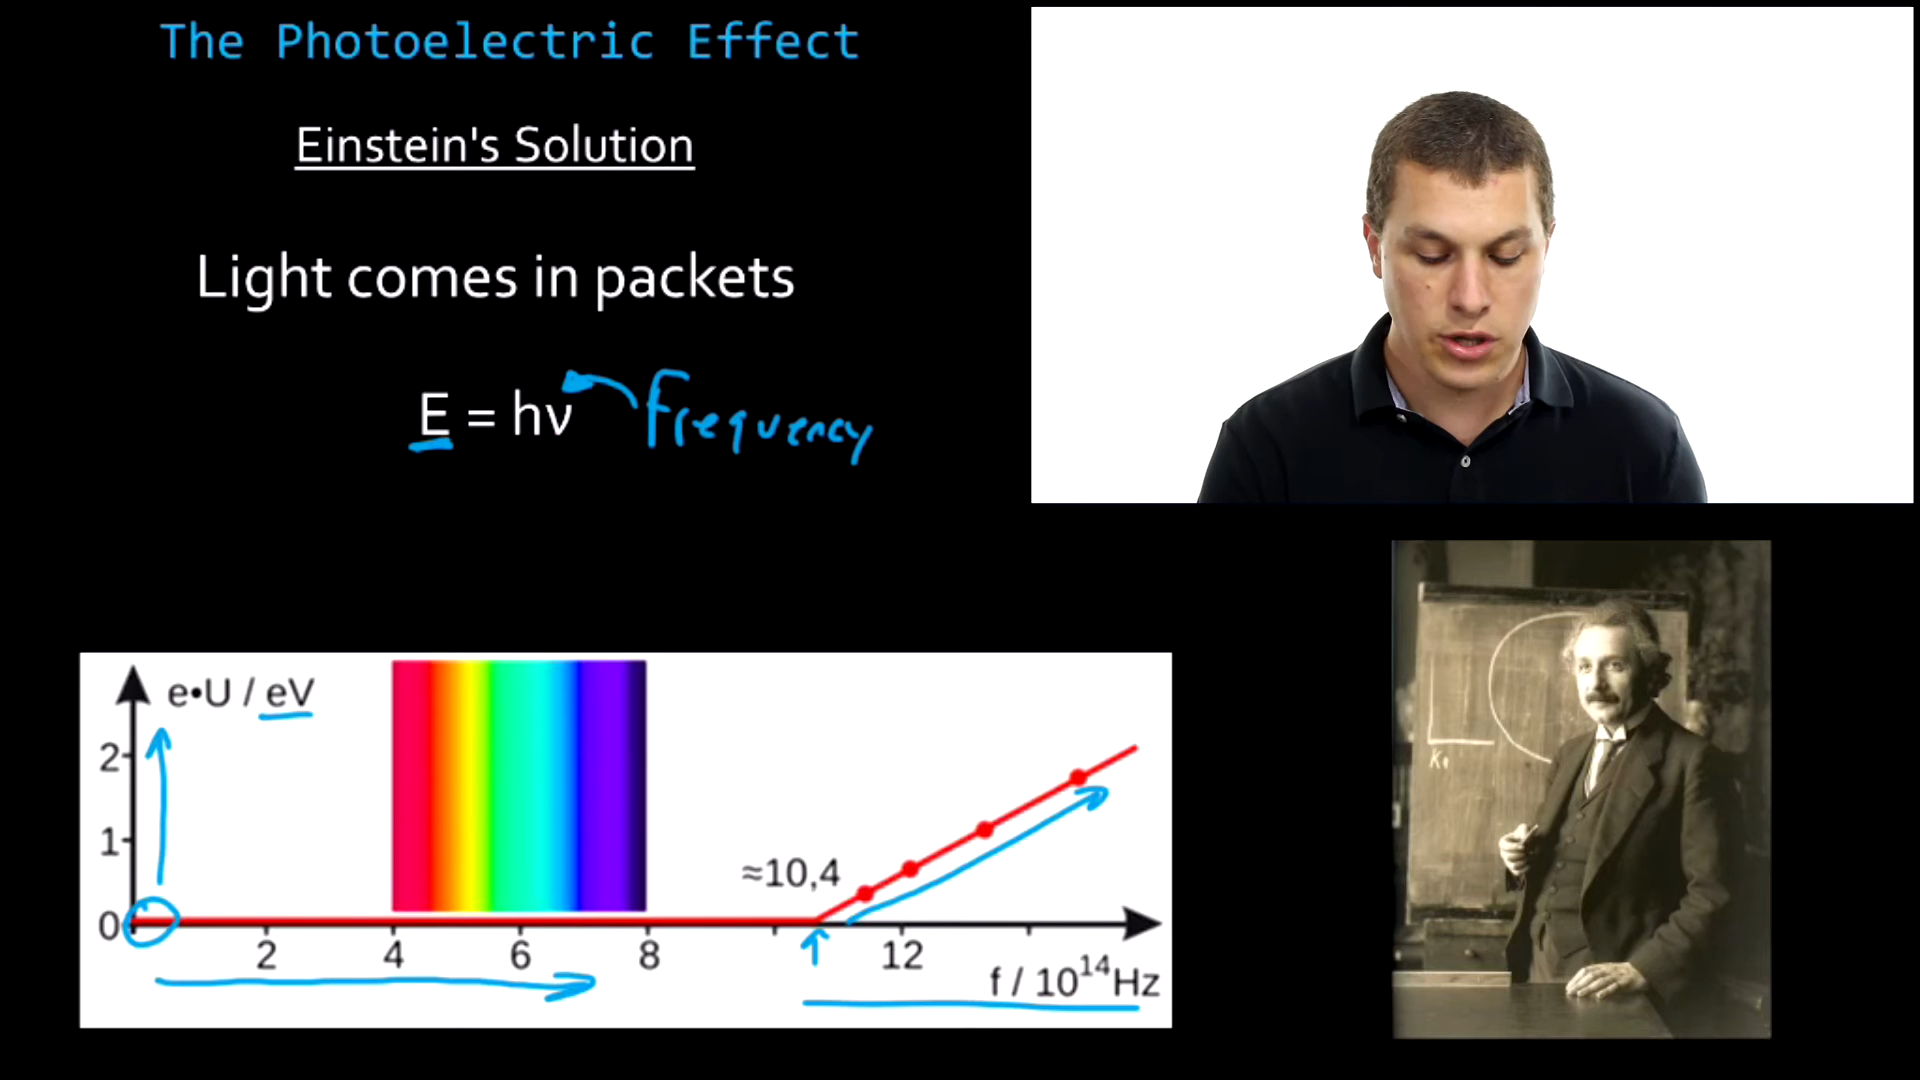 The Photoelectric Effect
Einstein's Solution
Light comes in packets
E = hν frequency
e•U / eV
2
1
0
≈10,4
2 4 6 8 12
f / 10¹⁴Hz